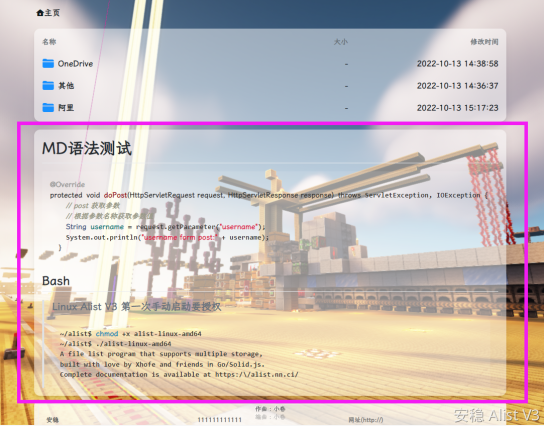 主页
名称 大小 修改时间
OneDrive - 2022-10-13 14:38:58
其他 - 2022-10-13 14:36:37
阿里 - 2022-10-13 15:17:23
MD语法测试
@Override
protected void doPost(HttpServletRequest request, HttpServletResponse response) throws ServletException, IOException {
// post 获取参数
// 根据参数名称获取参数
String username = request.getParameter("username");
System.out.println("username form post:" + username);
}
Bash
Linux Alist V3 第一次手动启动要授权
~/alist$ chmod +x alist-linux-amd64
~/alist$ ./alist-linux-amd64
A file list program that supports multiple storage,
built with love by Xhofe and friends in Go/Solid.js.
Complete documentation is available at https:\/alist.nn.ci/
作曲：小春
编曲：小春
安稳 111111111111 网址(http://)
安稳 Alist V3